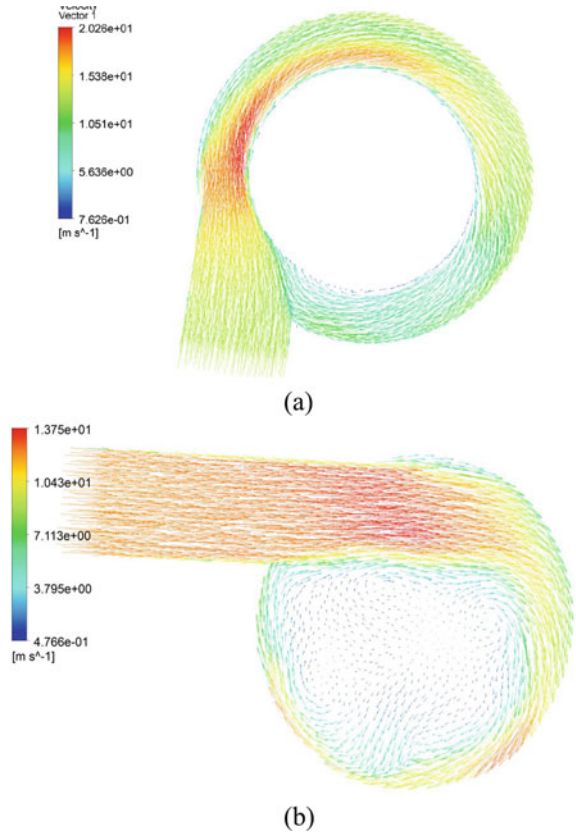 Velocity
Vector 1
2.026e+01
1.538e+01
1.051e+01
5.636e+00
7.626e-01
[m s^-1]
(a)
1.375e+01
1.043e+01
7.113e+00
3.795e+00
4.766e-01
[m s^-1]
(b)